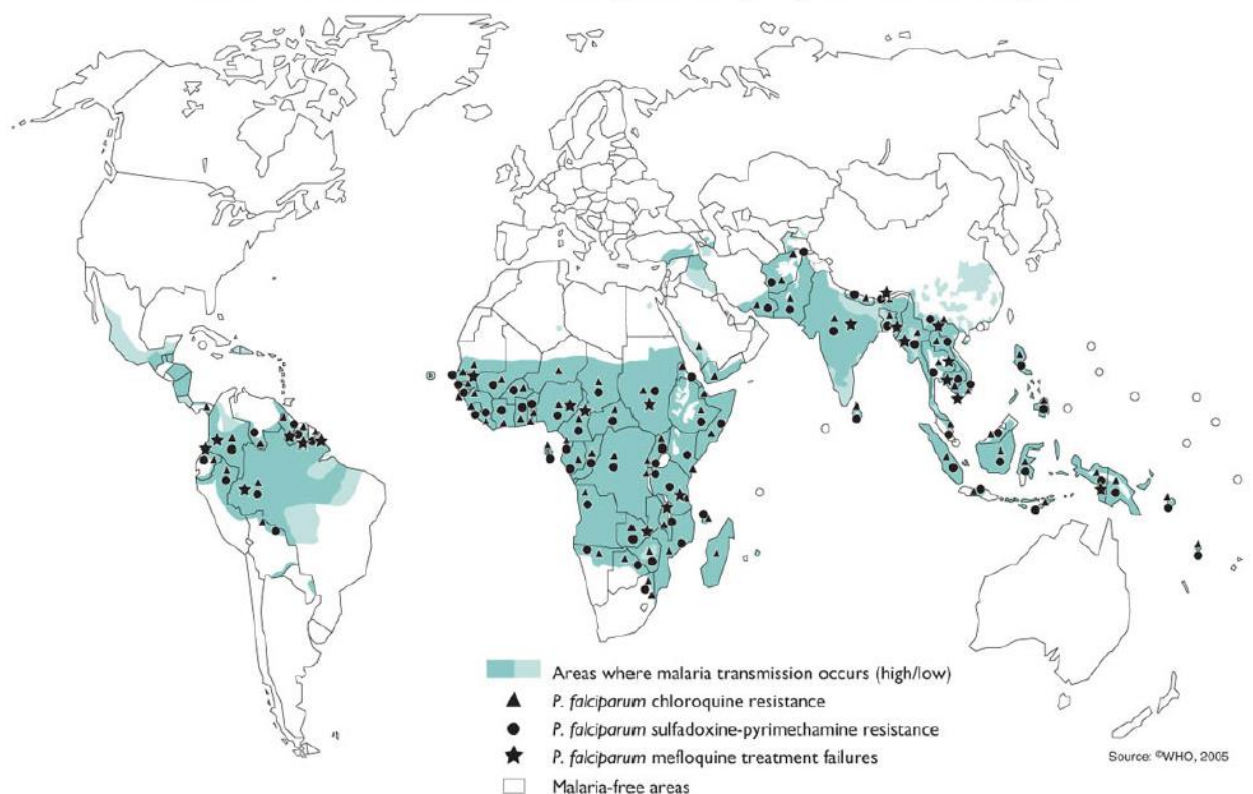 Areas where malaria transmission occurs (high/low)
P. falciparum chloroquine resistance
P. falciparum sulfadoxine-pyrimethamine resistance
P. falciparum mefloquine treatment failures
Malaria-free areas
Source: ©WHO, 2005